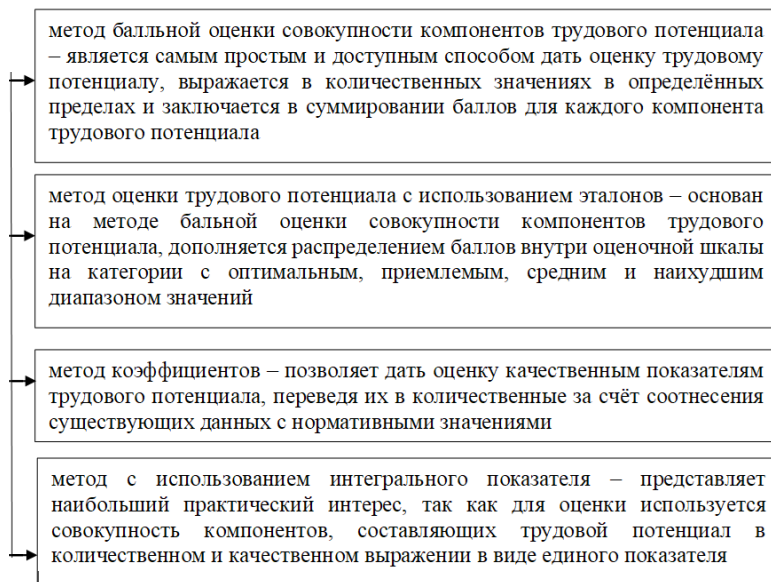 метод балльной оценки совокупности компонентов трудового потенциала
– является самым простым и доступным способом дать оценку трудовому
потенциалу, выражается в количественных значениях в определённых
пределах и заключается в суммировании баллов для каждого компонента
трудового потенциала
метод оценки трудового потенциала с использованием эталонов – основан
на методе бальной оценки совокупности компонентов трудового
потенциала, дополняется распределением баллов внутри оценочной шкалы
на категории с оптимальным, приемлемым, средним и наихудшим
диапазоном значений
метод коэффициентов – позволяет дать оценку качественным показателям
трудового потенциала, переведя их в количественные за счёт соотнесения
существующих данных с нормативными значениями
метод с использованием интегрального показателя – представляет
наибольший практический интерес, так как для оценки используется
совокупность компонентов, составляющих трудовой потенциал в
количественном и качественном выражении в виде единого показателя